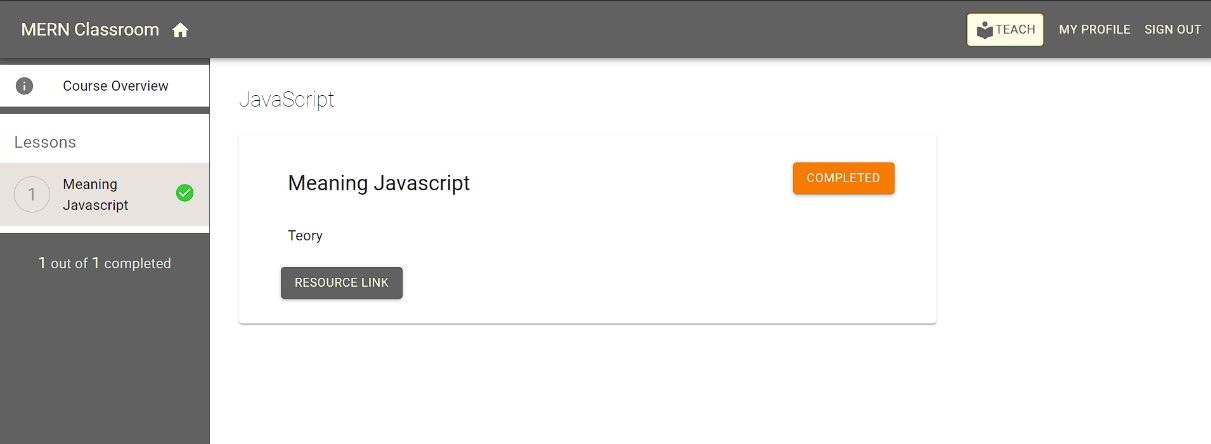 MERN Classroom
TEACH
MY PROFILE
SIGN OUT
Course Overview
Lessons
1
Meaning
Javascript
1 out of 1 completed
JavaScript
Meaning Javascript
COMPLETED
Teory
RESOURCE LINK